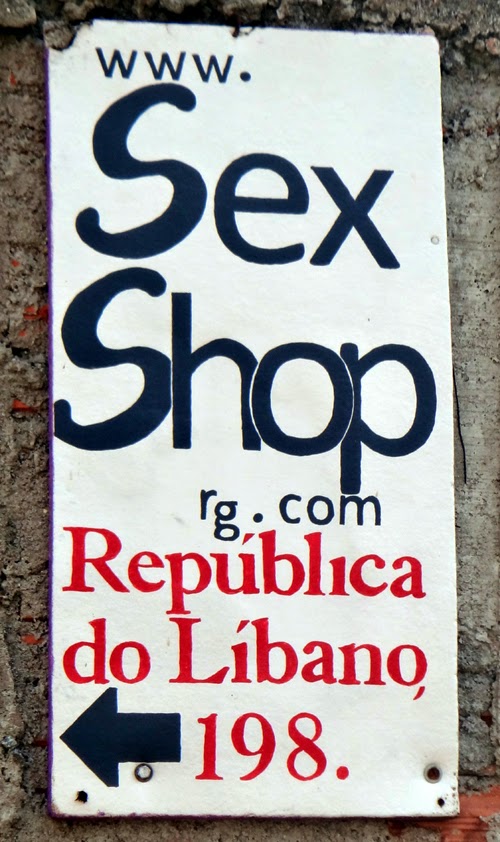 www.
Sex
Shop
rg.com
República
do Líbano,
198.